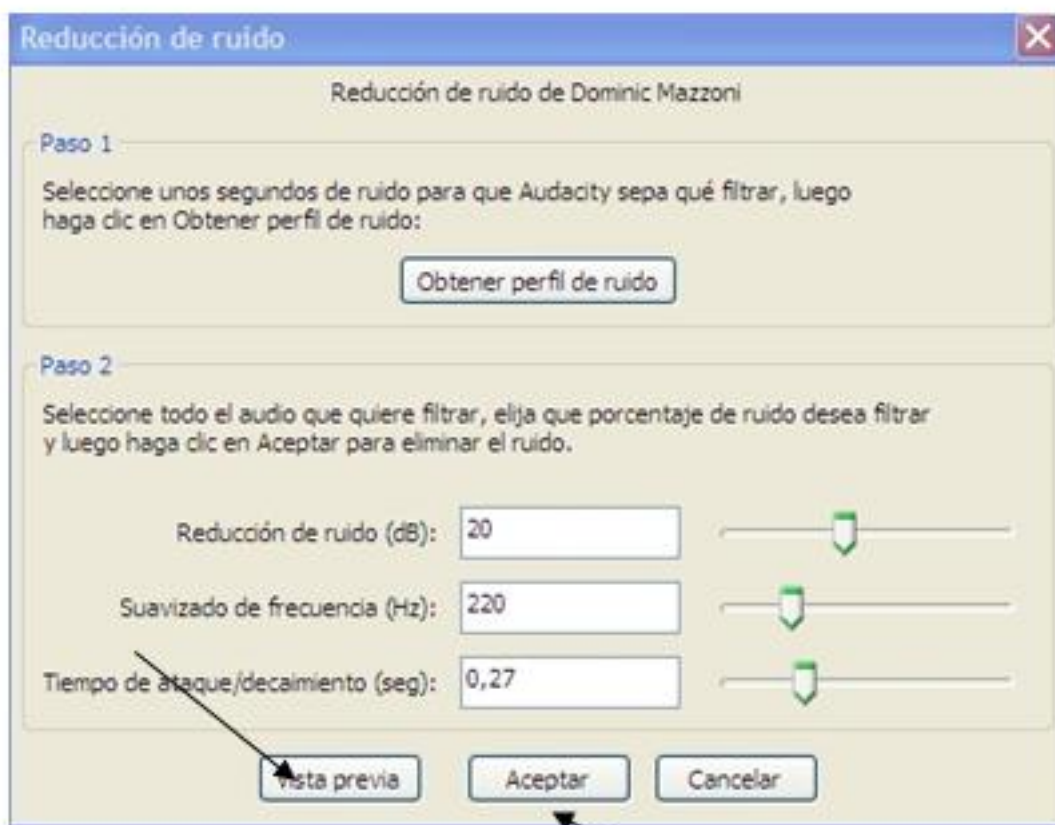 Reducción de ruido
Reducción de ruido de Dominic Mazzoni
Paso 1
Seleccione unos segundos de ruido para que Audacity sepa qué filtrar, luego
haga clic en Obtener perfil de ruido:
Obtener perfil de ruido
Paso 2
Seleccione todo el audio que quiere filtrar, elija que porcentaje de ruido desea filtrar
y luego haga clic en Aceptar para eliminar el ruido.
Reducción de ruido (dB): 20
Suavizado de frecuencia (Hz): 220
Tiempo de ataque/decaimiento (seg): 0,27
Vista previa Aceptar Cancelar